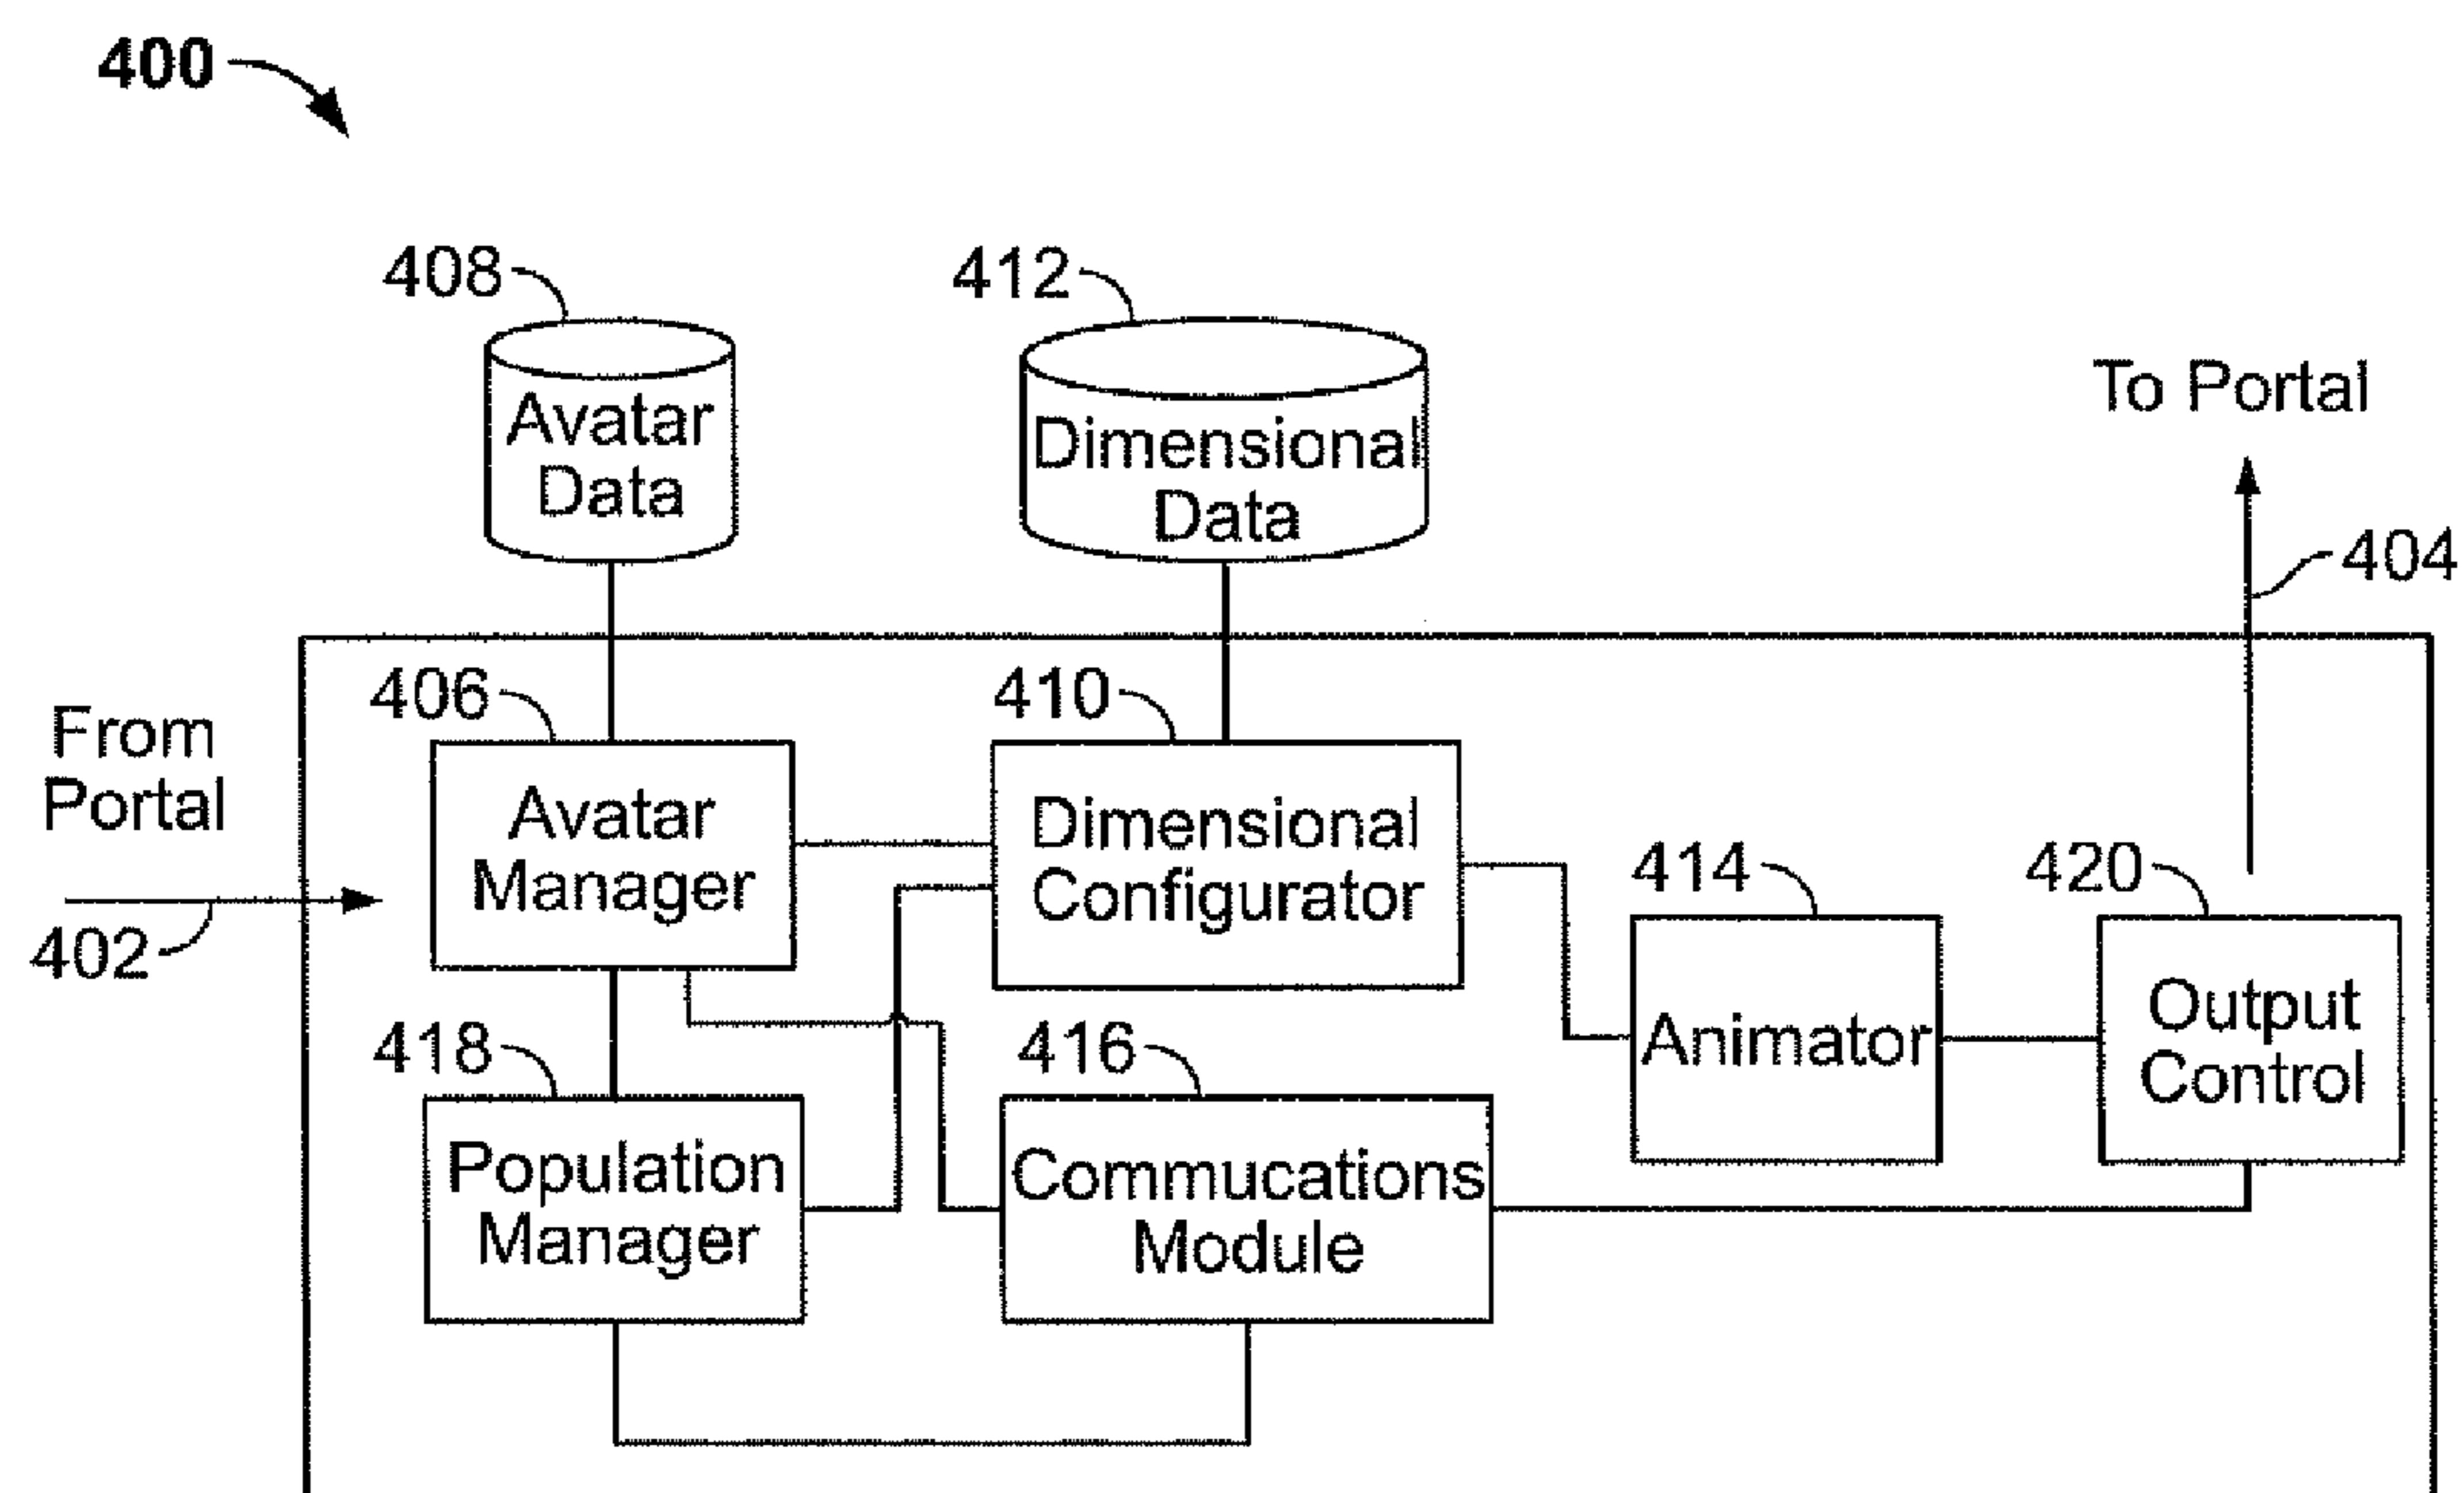 400
408
412
Avatar
Data
Dimensional
Data
To Portal
404
406
410
From
Portal
402
Avatar
Manager
Dimensional
Configurator
414
420
Animator
Output
Control
418
416
Population
Manager
Commucations
Module